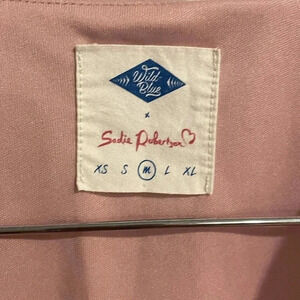 Wild
Blue
x
Sadie Robertson
XS S M L XL